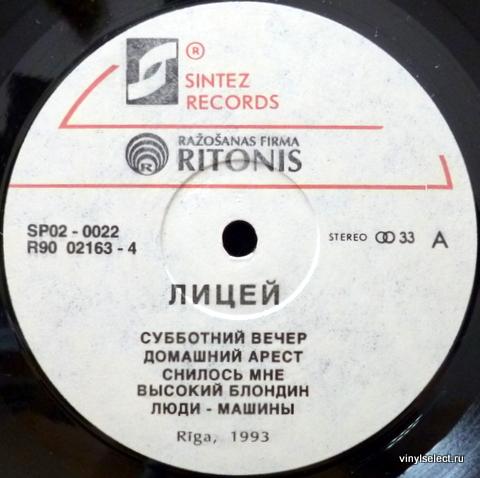 ®
SINTEZ
RECORDS
RAŽOŠANAS FIRMA
RITONIS
SP02 - 0022
R90 02163 - 4
STEREO 33 A
ЛИЦЕЙ
СУББОТНИЙ ВЕЧЕР
ДОМАШНИЙ АРЕСТ
СНИЛОСЬ МНЕ
ВЫСОКИЙ БЛОНДИН
ЛЮДИ - МАШИНЫ
Rīga, 1993
vinylselect.ru